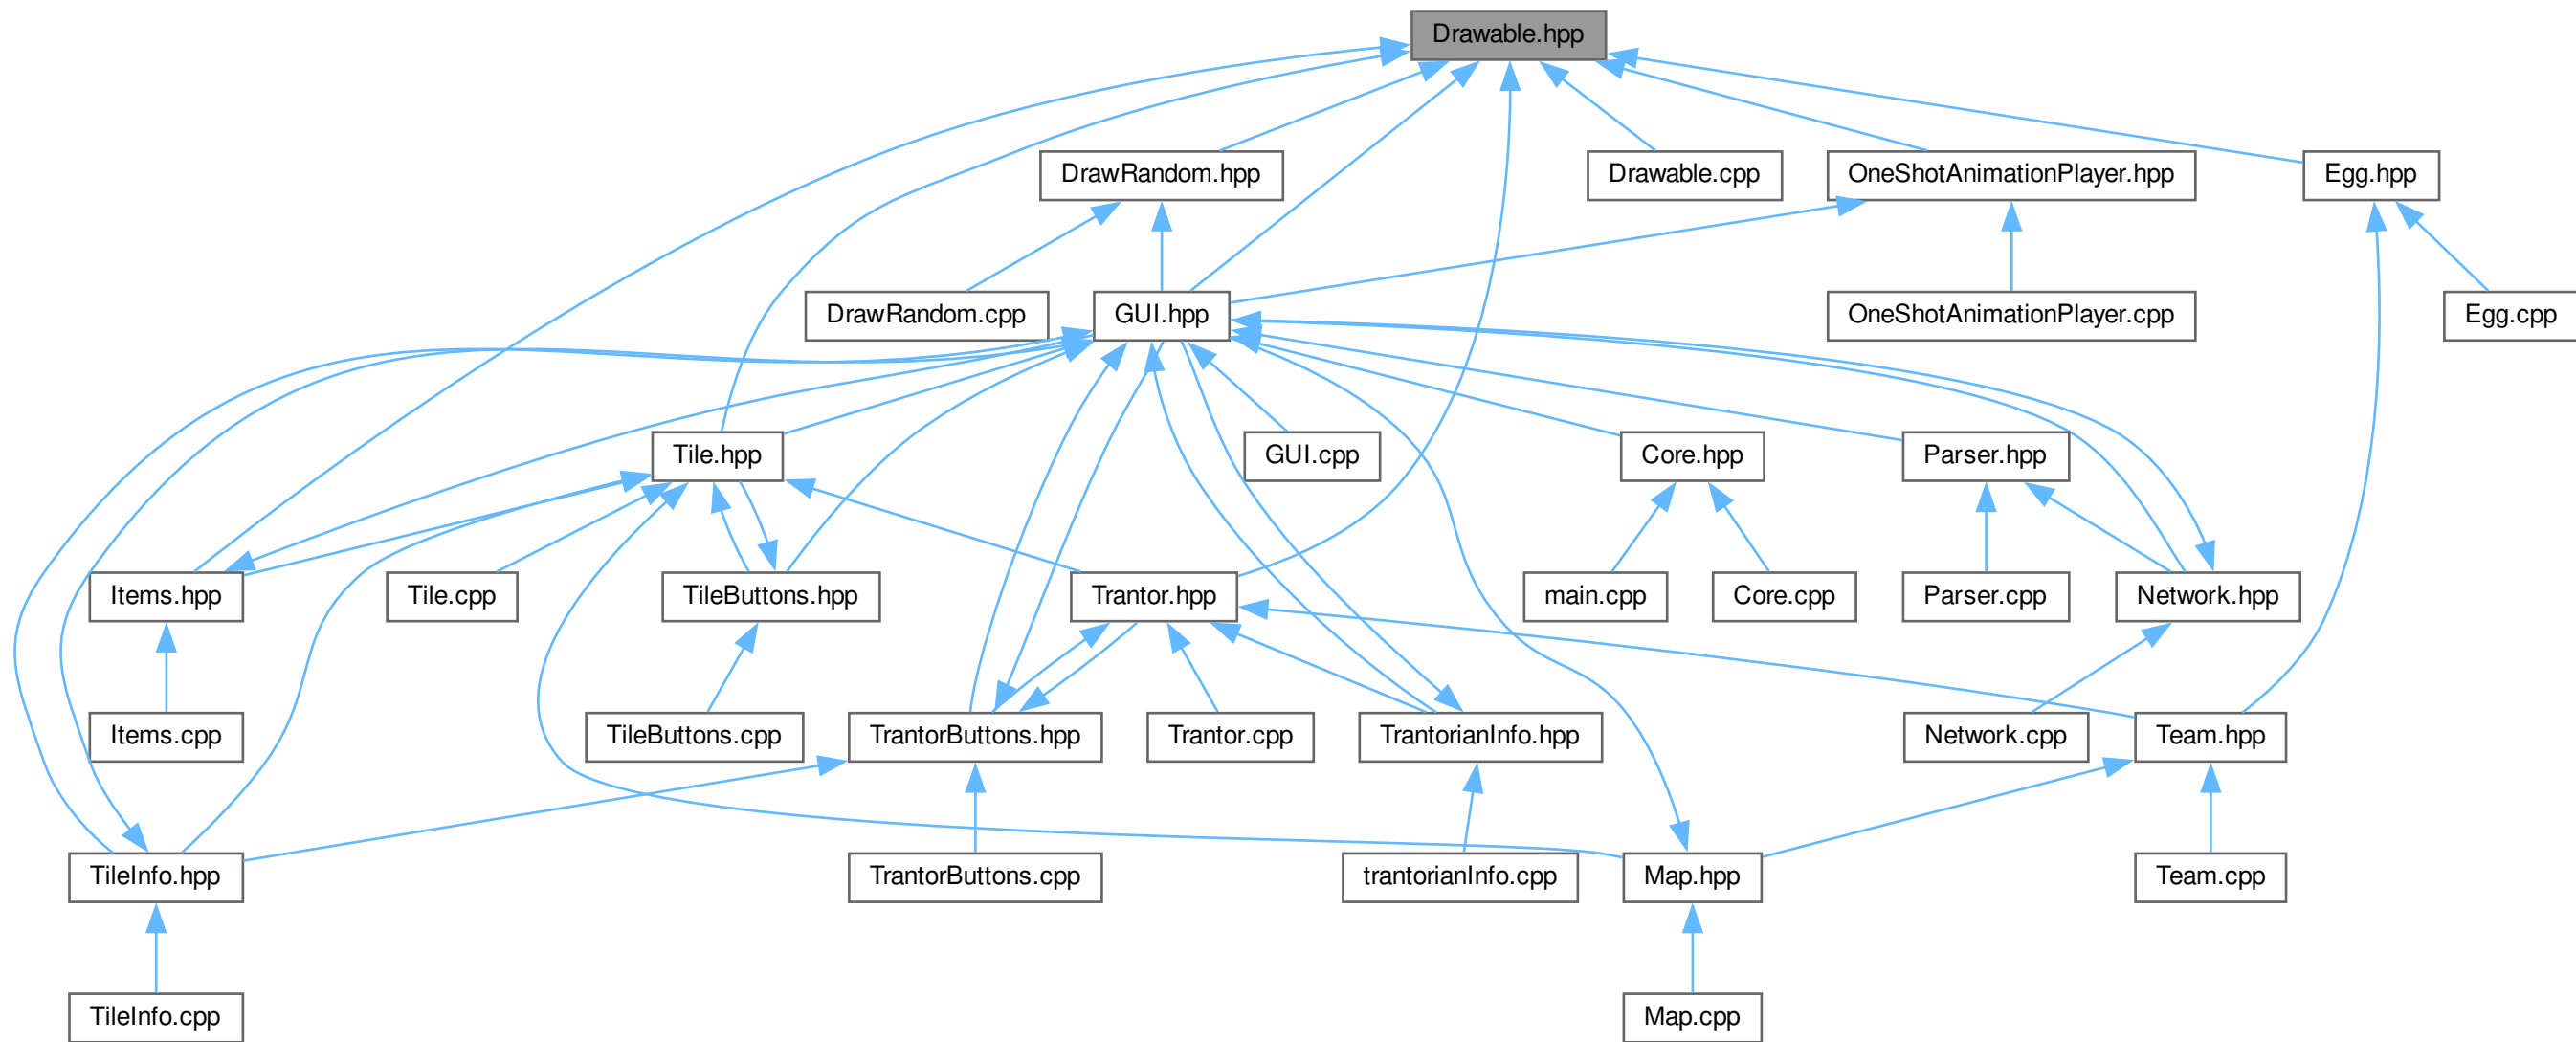 Drawable.hpp
DrawRandom.hpp
Drawable.cpp
OneShotAnimationPlayer.hpp
Egg.hpp
DrawRandom.cpp
GUI.hpp
OneShotAnimationPlayer.cpp
Egg.cpp
Tile.hpp
GUI.cpp
Core.hpp
Parser.hpp
Items.hpp
Tile.cpp
TileButtons.hpp
Trantor.hpp
main.cpp
Core.cpp
Parser.cpp
Network.hpp
Items.cpp
TileButtons.cpp
TrantorButtons.hpp
Trantor.cpp
TrantorianInfo.hpp
Network.cpp
Team.hpp
TileInfo.hpp
TrantorButtons.cpp
trantorianInfo.cpp
Map.hpp
Team.cpp
TileInfo.cpp
Map.cpp